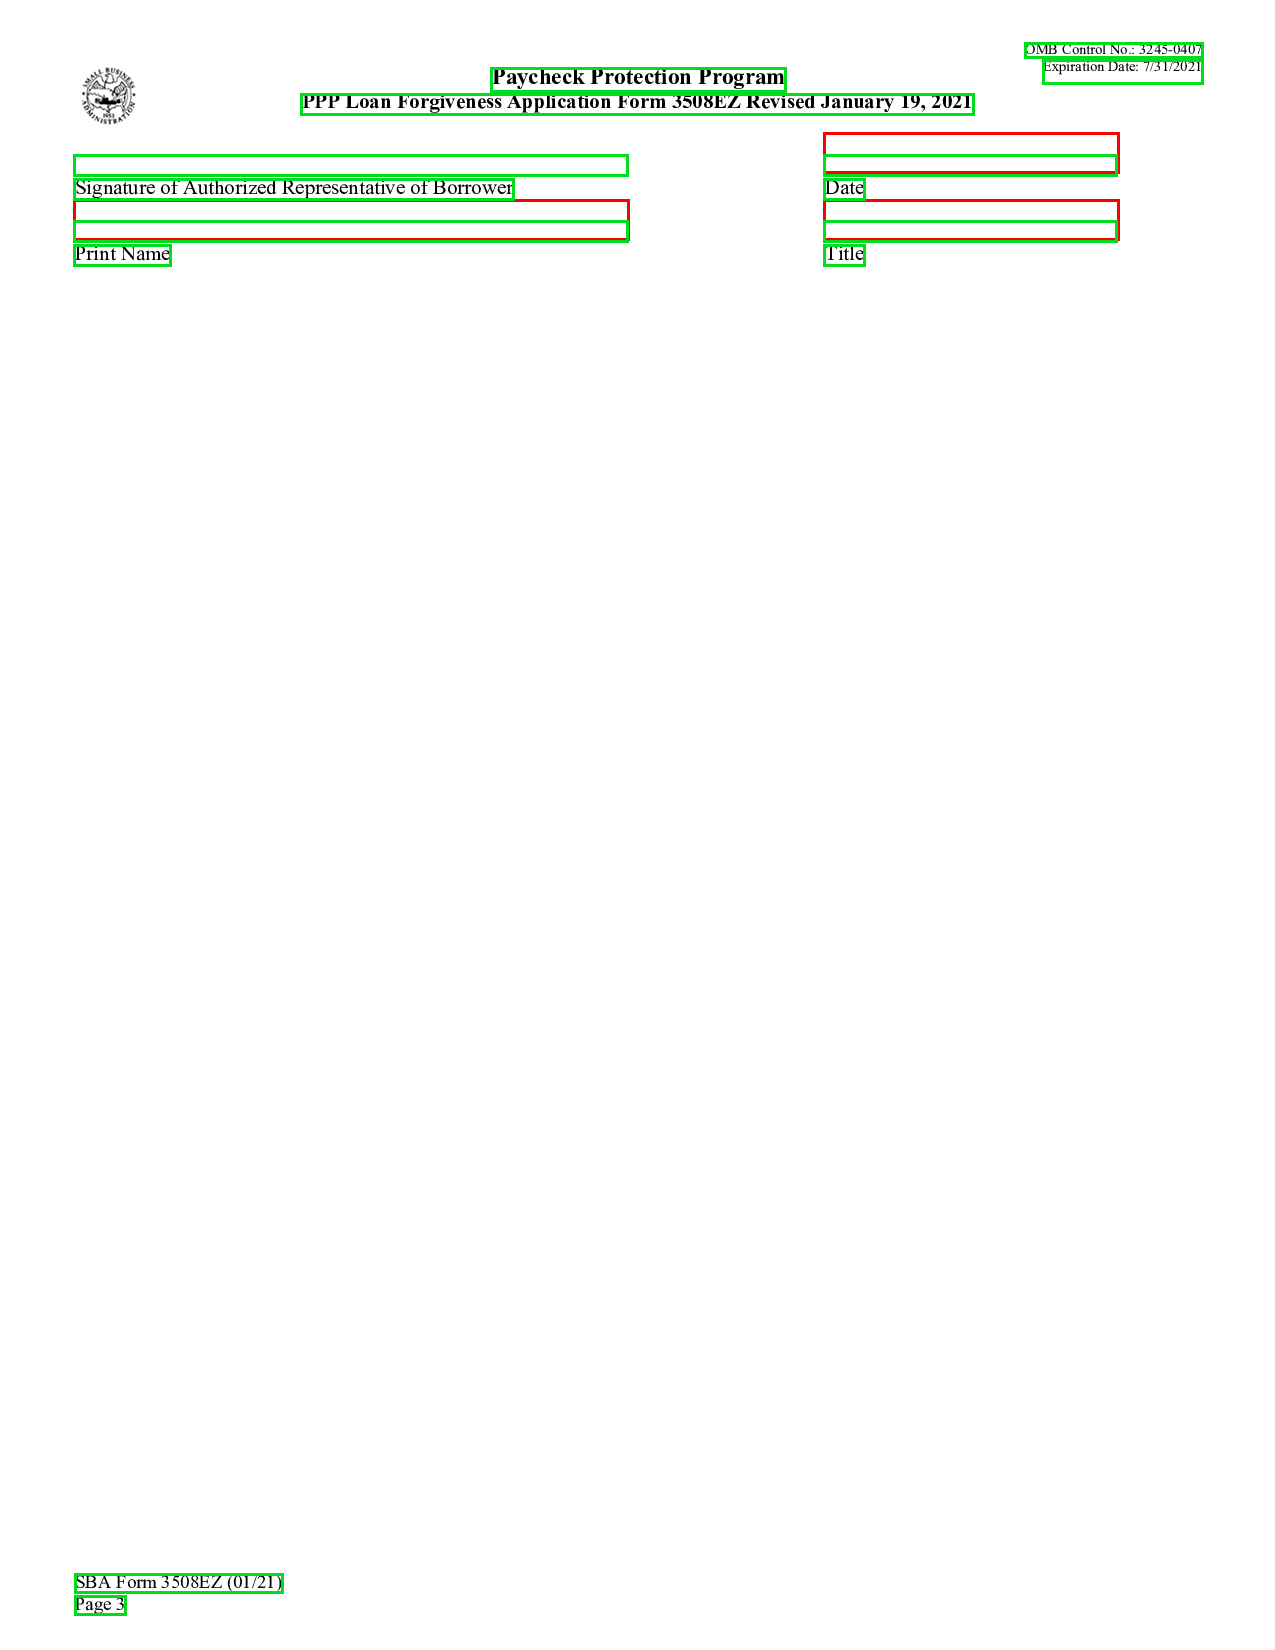 OMB Control No.: 3245-0407
Expiration Date: 7/31/2021
SMALL BUSINESS
ADMINISTRATION
1953
Paycheck Protection Program
PPP Loan Forgiveness Application Form 3508EZ Revised January 19, 2021
Signature of Authorized Representative of Borrower Date
Print Name Title
SBA Form 3508EZ (01/21)
Page 3